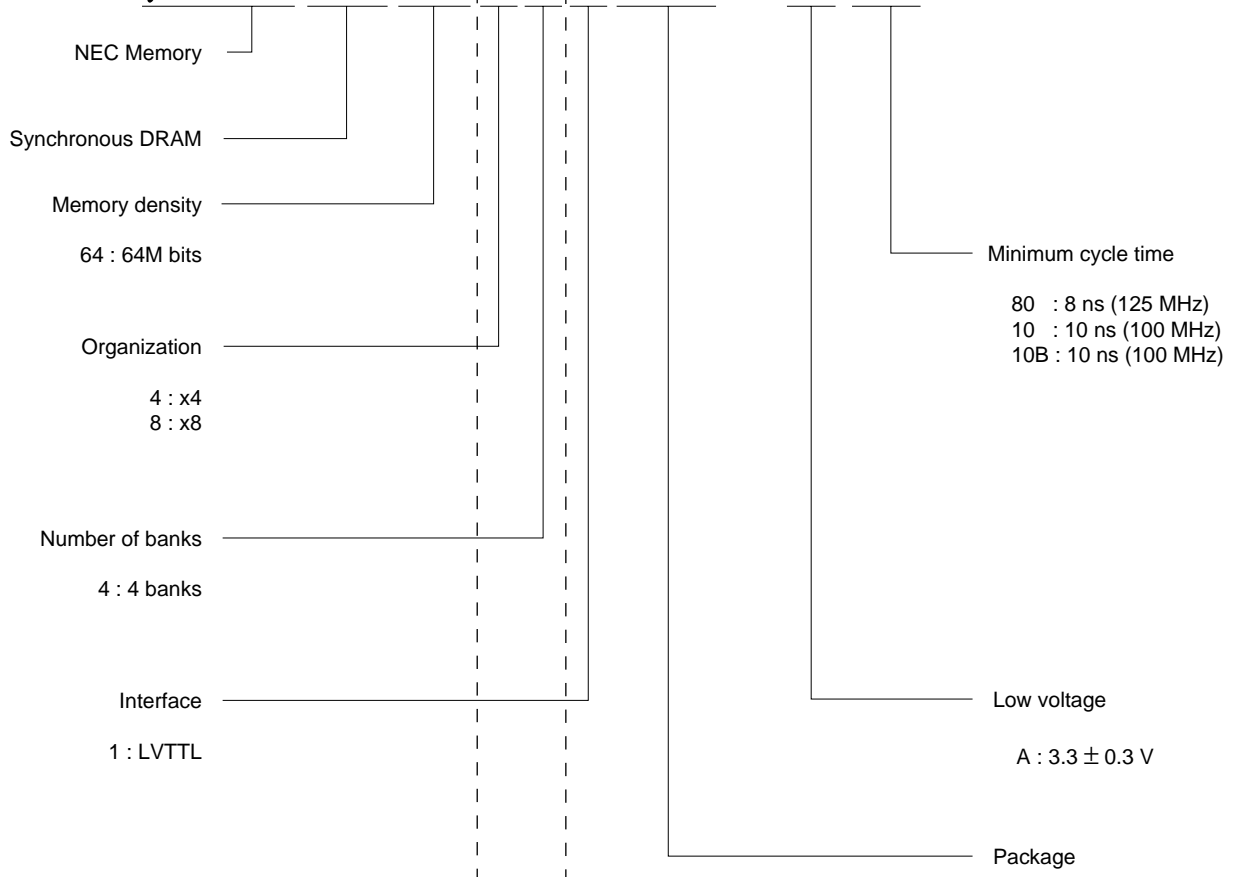 NEC Memory
Synchronous DRAM
Memory density
64 : 64M bits
Organization
4 : x4
8 : x8
Number of banks
4 : 4 banks
Interface
1 : LVTTL
Minimum cycle time
80 : 8 ns (125 MHz)
10 : 10 ns (100 MHz)
10B : 10 ns (100 MHz)
Low voltage
A : 3.3 ± 0.3 V
Package